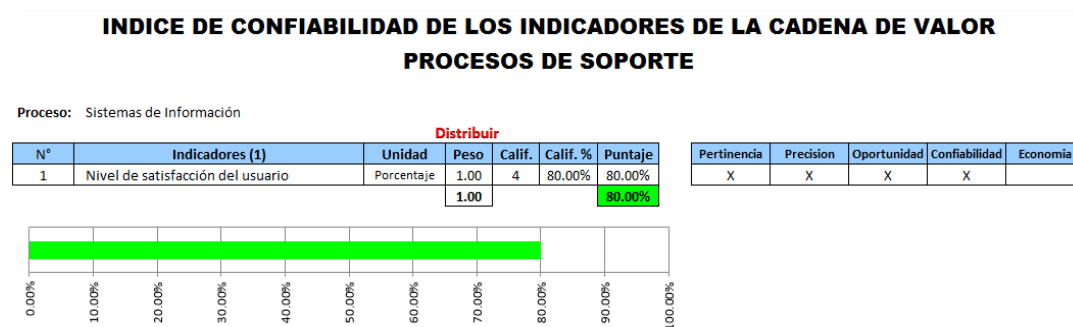 INDICE DE CONFIABILIDAD DE LOS INDICADORES DE LA CADENA DE VALOR
PROCESOS DE SOPORTE
Proceso: Sistemas de Información
Distribuir
N° Indicadores (1) Unidad Peso Calif. Calif. % Puntaje Pertinencia Precision Oportunidad Confiabilidad Economia
1 Nivel de satisfacción del usuario Porcentaje 1.00 4 80.00% 80.00% X X X X
1.00 80.00%
0.00% 10.00% 20.00% 30.00% 40.00% 50.00% 60.00% 70.00% 80.00% 90.00% 100.00%